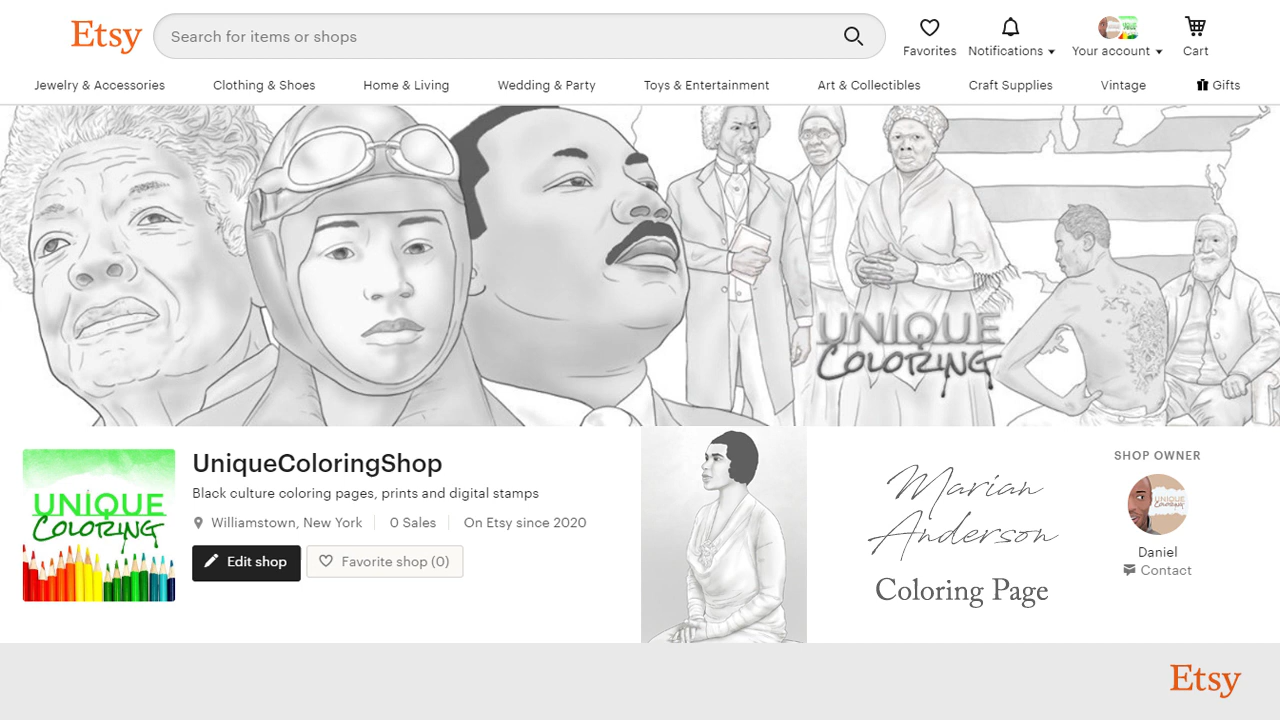 Etsy
Search for items or shops
Favorites
Notifications
Your account
Cart
Jewelry & Accessories
Clothing & Shoes
Home & Living
Wedding & Party
Toys & Entertainment
Art & Collectibles
Craft Supplies
Vintage
Gifts
UNIQUE
COLORING
UNIQUE
COLORING
UniqueColoringShop
Black culture coloring pages, prints and digital stamps
Williamstown, New York
0 Sales
On Etsy since 2020
Edit shop
Favorite shop (0)
Marian
Anderson
Coloring Page
SHOP OWNER
UNIQUE
COLORING
Daniel
Contact
Etsy